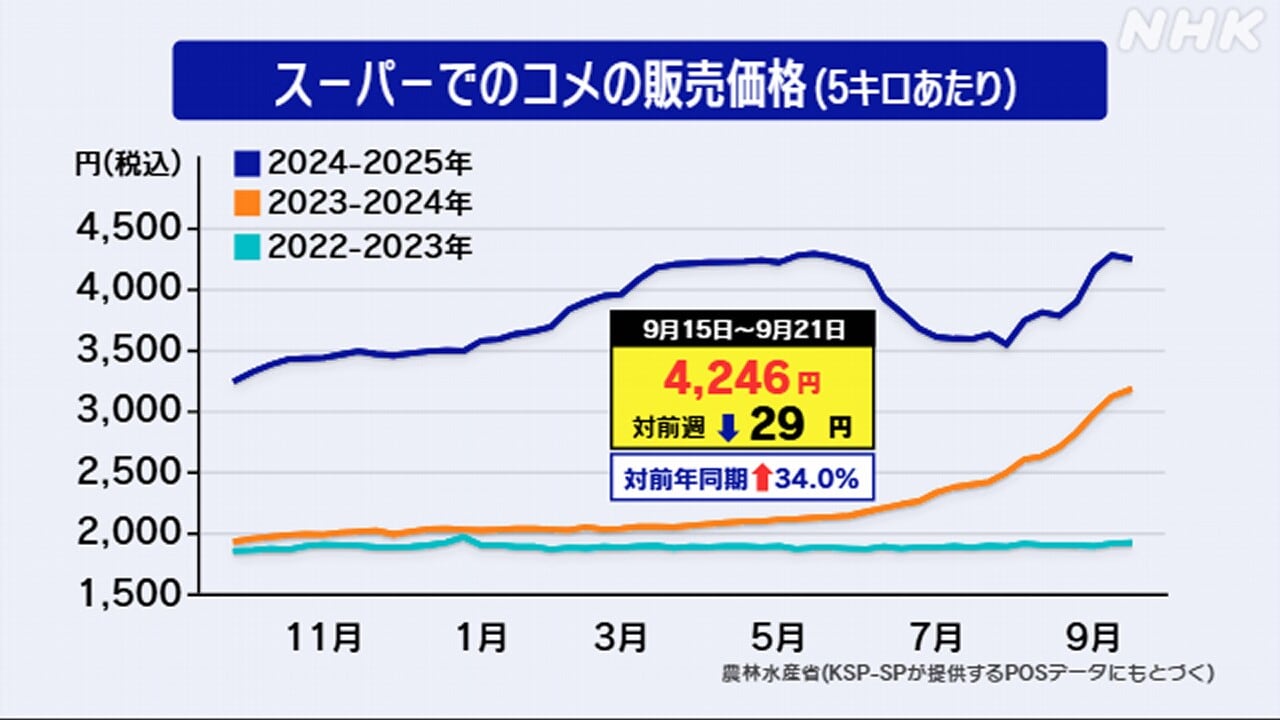 NHK
スーパーでのコメの販売価格(5キロあたり)
円(税込)
2024-2025年
2023-2024年
2022-2023年
4,500
4,000
3,500
3,000
2,500
2,000
1,500
9月15日〜9月21日
4,246円
対前週⬇29円
対前年同期⬆34.0%
11月 1月 3月 5月 7月 9月
農林水産省(KSP-SPが提供するPOSデータにもとづく)